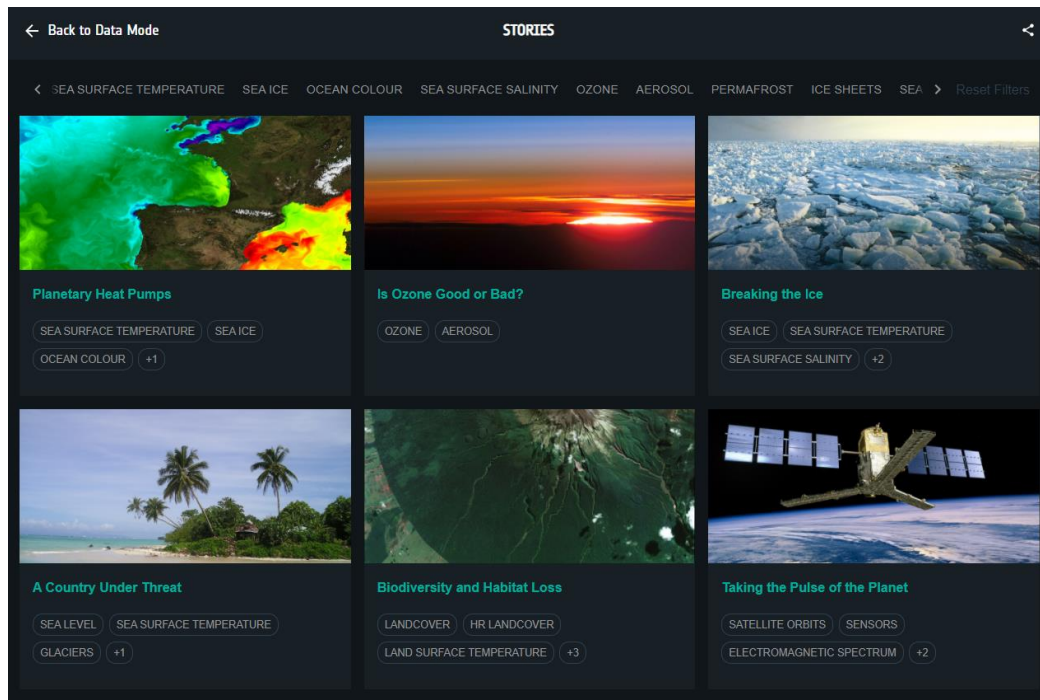 Back to Data Mode
STORIES
SEA SURFACE TEMPERATURE SEA ICE OCEAN COLOUR SEA SURFACE SALINITY OZONE AEROSOL PERMAFROST ICE SHEETS SEA Reset Filters
Planetary Heat Pumps
SEA SURFACE TEMPERATURE SEA ICE
OCEAN COLOUR +1
Is Ozone Good or Bad?
OZONE AEROSOL
Breaking the Ice
SEA ICE SEA SURFACE TEMPERATURE
SEA SURFACE SALINITY +2
A Country Under Threat
SEA LEVEL SEA SURFACE TEMPERATURE
GLACIERS +1
Biodiversity and Habitat Loss
LANDCOVER HR LANDCOVER
LAND SURFACE TEMPERATURE +3
Taking the Pulse of the Planet
SATELLITE ORBITS SENSORS
ELECTROMAGNETIC SPECTRUM +2